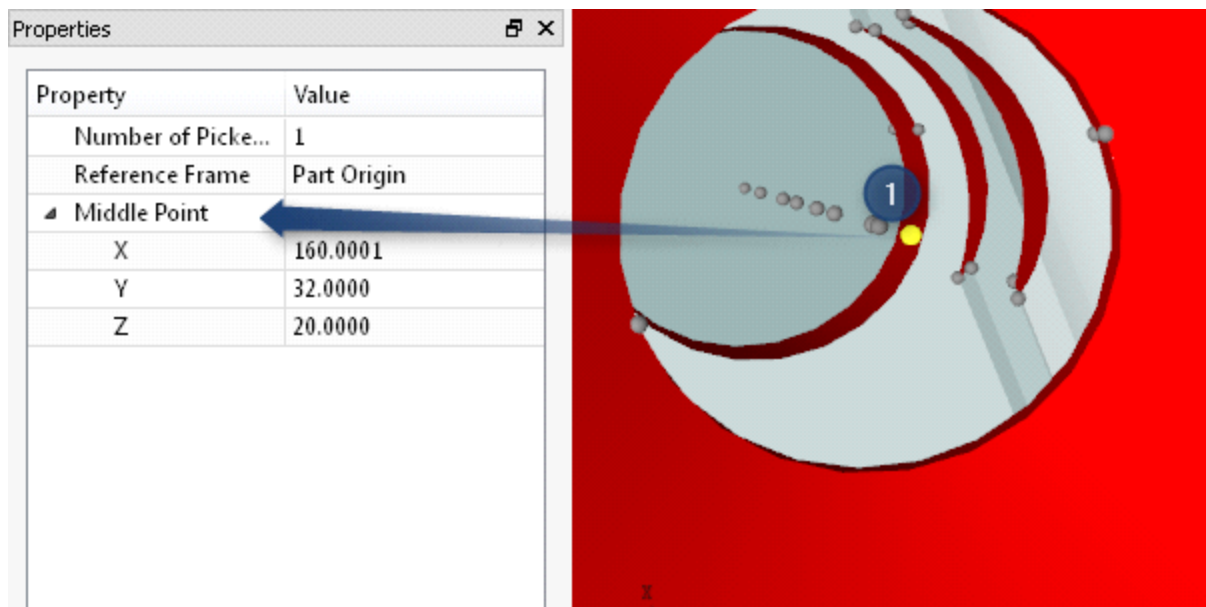 Properties
Property Value
Number of Picke... 1
Reference Frame Part Origin
Middle Point
X 160.0001
Y 32.0000
Z 20.0000
1
X